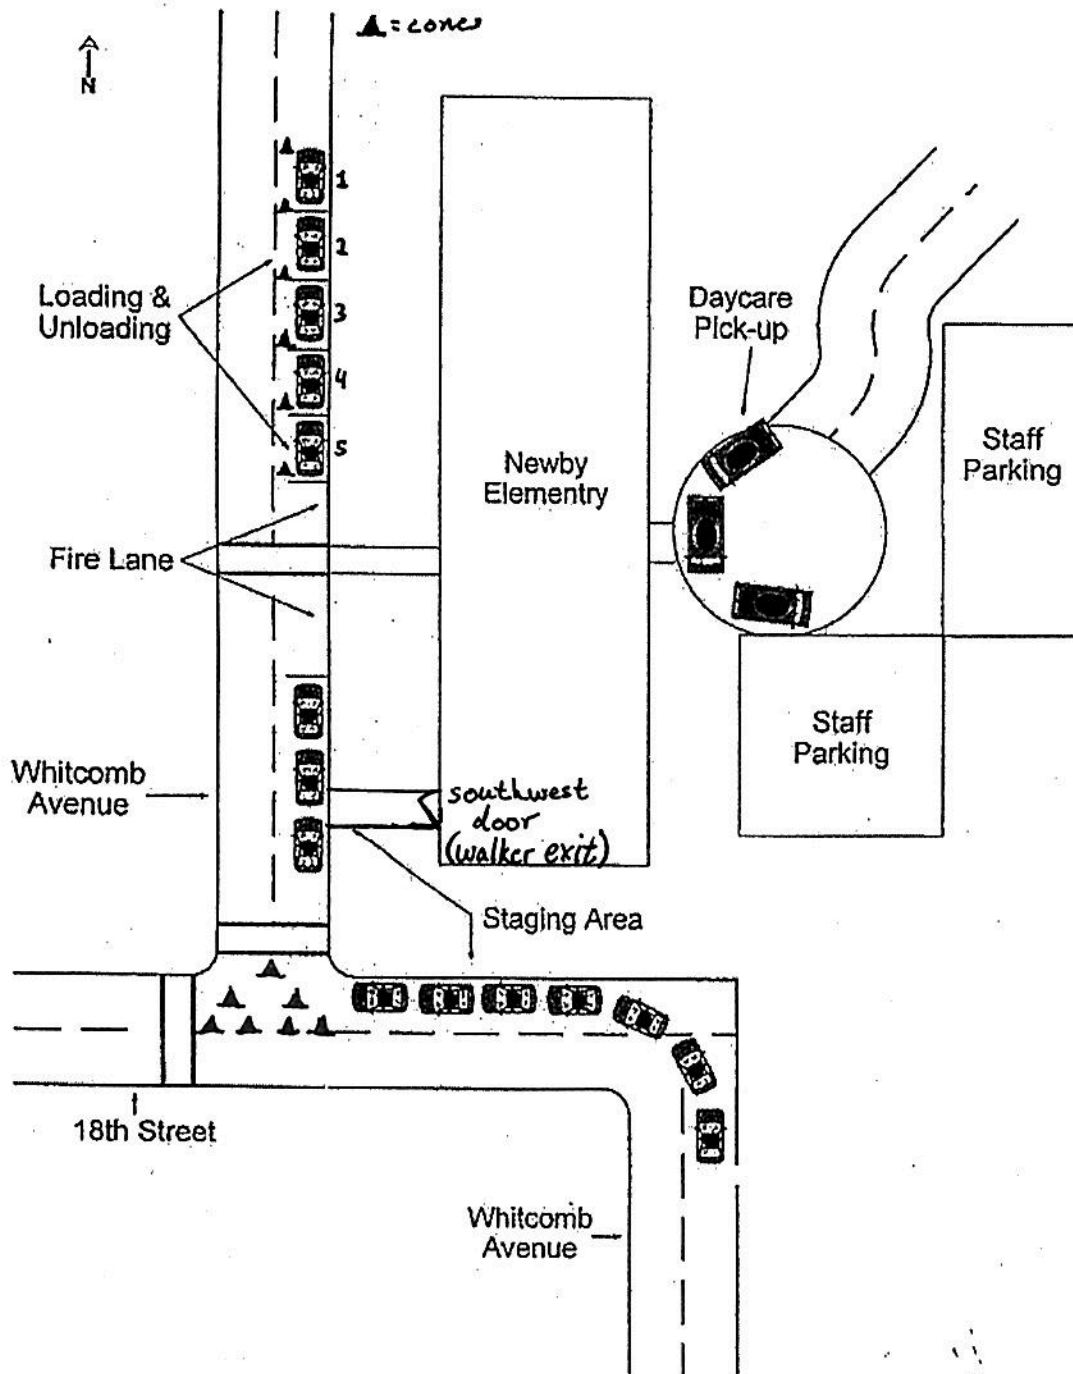 ▲ = cones
N
1
2
3
4
5
Loading &
Unloading
Daycare
Pick-up
Staff
Parking
Newby
Elementry
Fire Lane
Staff
Parking
Whitcomb
Avenue
southwest
door
(walker exit)
Staging Area
18th Street
Whitcomb
Avenue